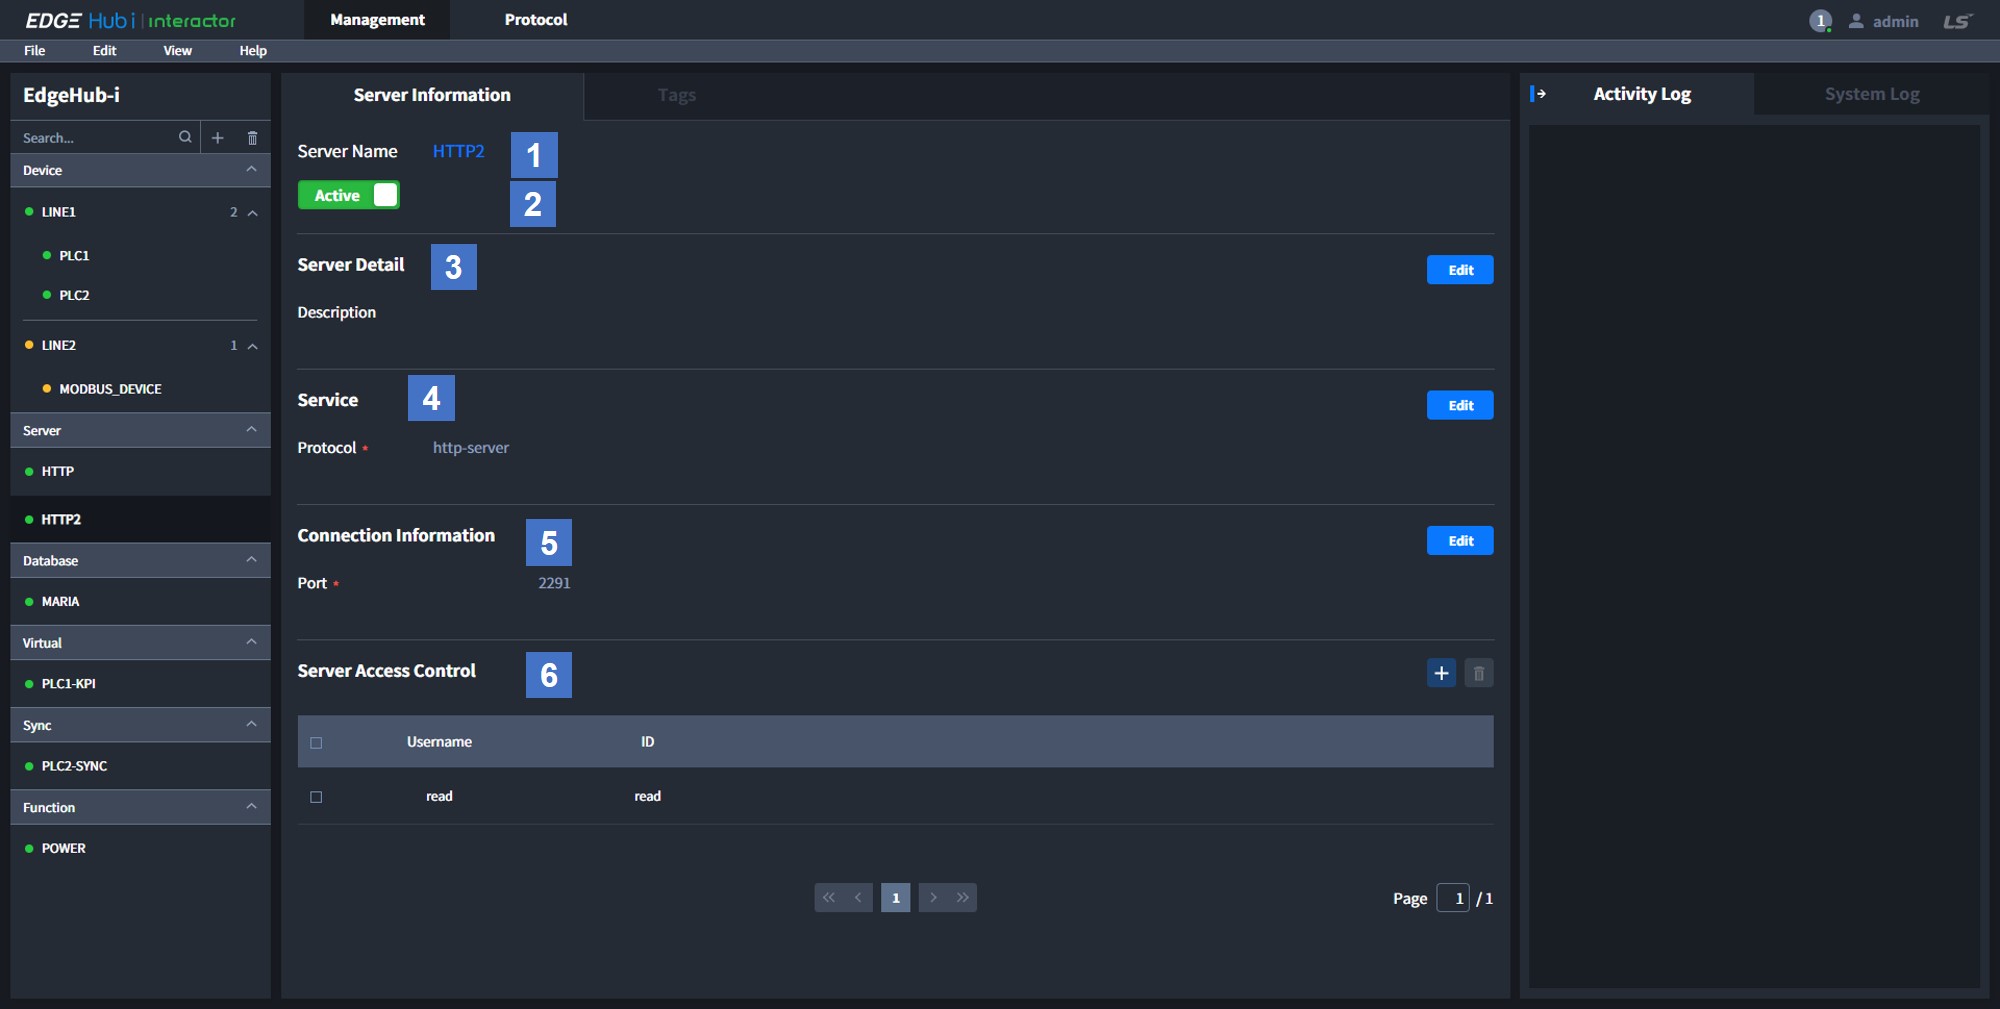 EDGE Hub i | interactor
Management
Protocol
1
admin
LS
File
Edit
View
Help
EdgeHub-i
Search...
Device
LINE1
2
PLC1
PLC2
LINE2
1
MODBUS_DEVICE
Server
HTTP
HTTP2
Database
MARIA
Virtual
PLC1-KPI
Sync
PLC2-SYNC
Function
POWER
Server Information
Tags
Server Name
HTTP2
1
Active
2
Server Detail
3
Edit
Description
Service
4
Edit
Protocol *
http-server
Connection Information
5
Edit
Port *
2291
Server Access Control
6
Username
ID
read
read
1
Page
1
/ 1
Activity Log
System Log